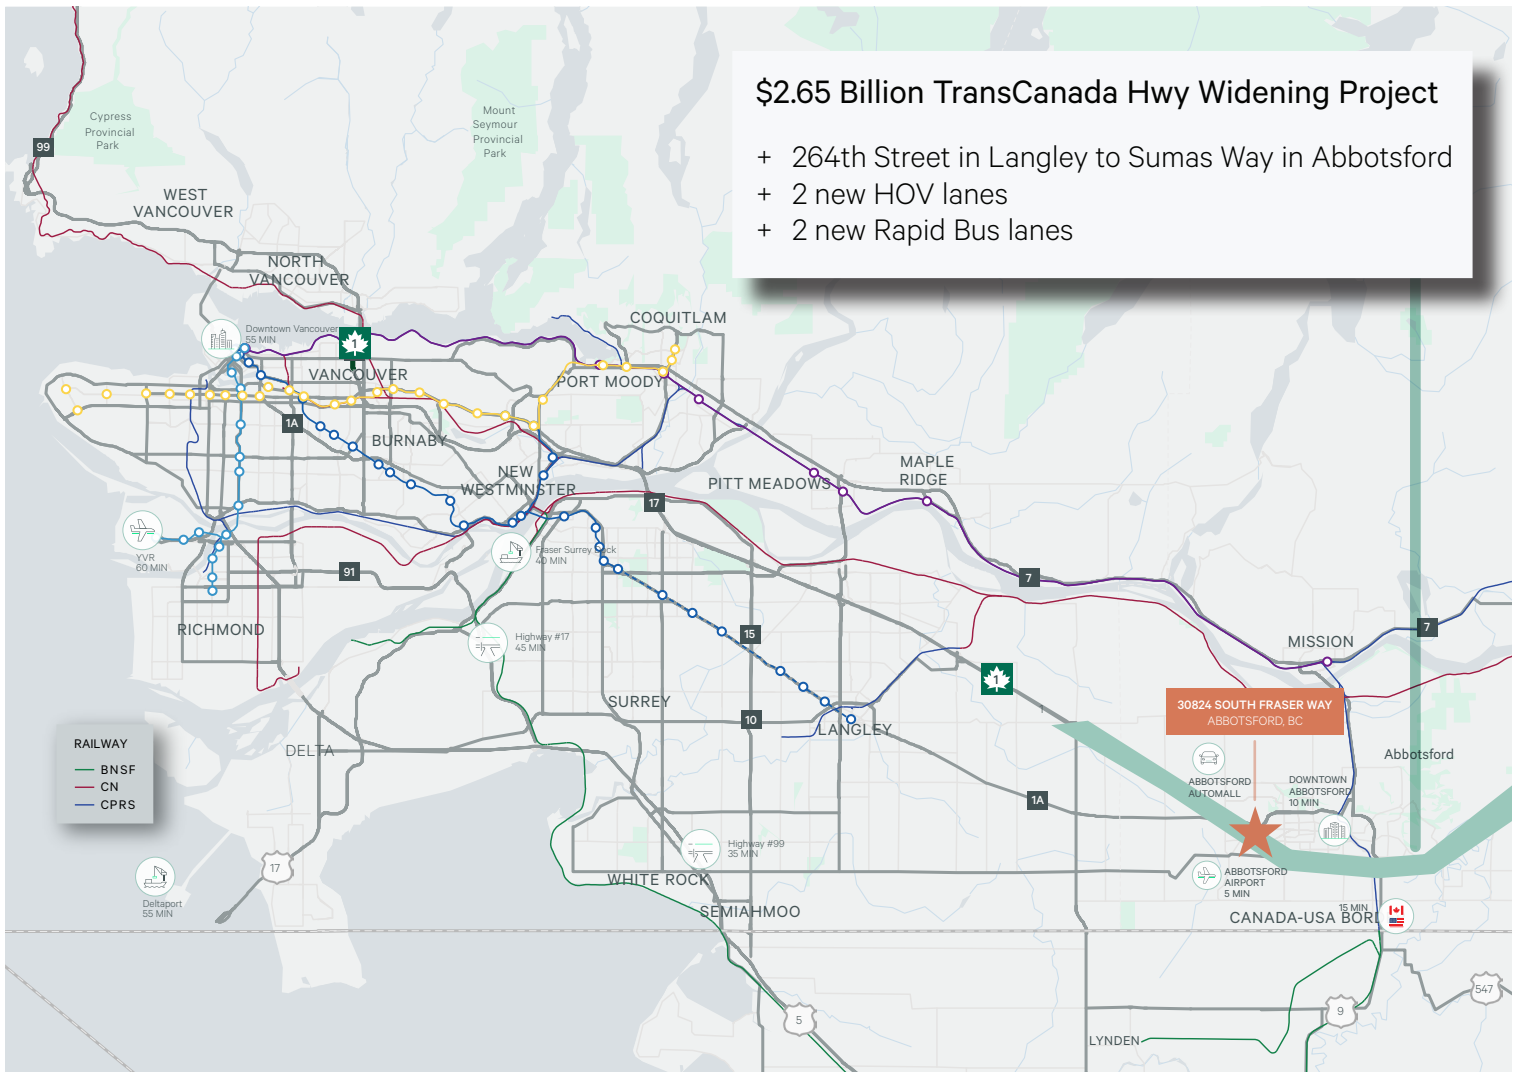 $2.65 Billion TransCanada Hwy Widening Project
+ 264th Street in Langley to Sumas Way in Abbotsford
+ 2 new HOV lanes
+ 2 new Rapid Bus lanes
Cypress
Provincial
Park
Mount
Seymour
Provincial
Park
99
WEST
VANCOUVER
NORTH
VANCOUVER
COQUITLAM
Downtown Vancouver
55 MIN
1
VANCOUVER
PORT MOODY
1A
BURNABY
NEW
WESTMINSTER
PITT MEADOWS
MAPLE
RIDGE
17
YVR
60 MIN
Fraser Surrey Dock
40 MIN
91
7
RICHMOND
Highway #17
45 MIN
15
7
MISSION
1
SURREY
10
LANGLEY
1
30824 SOUTH FRASER WAY
ABBOTSFORD, BC
RAILWAY
BNSF
CN
CPRS
DELTA
Abbotsford
ABBOTSFORD
AUTOMALL
DOWNTOWN
ABBOTSFORD
10 MIN
1A
Highway #99
35 MIN
17
WHITE ROCK
ABBOTSFORD
AIRPORT
5 MIN
Deltaport
55 MIN
SEMIAHMOO
15 MIN
CANADA-USA BORD
547
5
9
LYNDEN